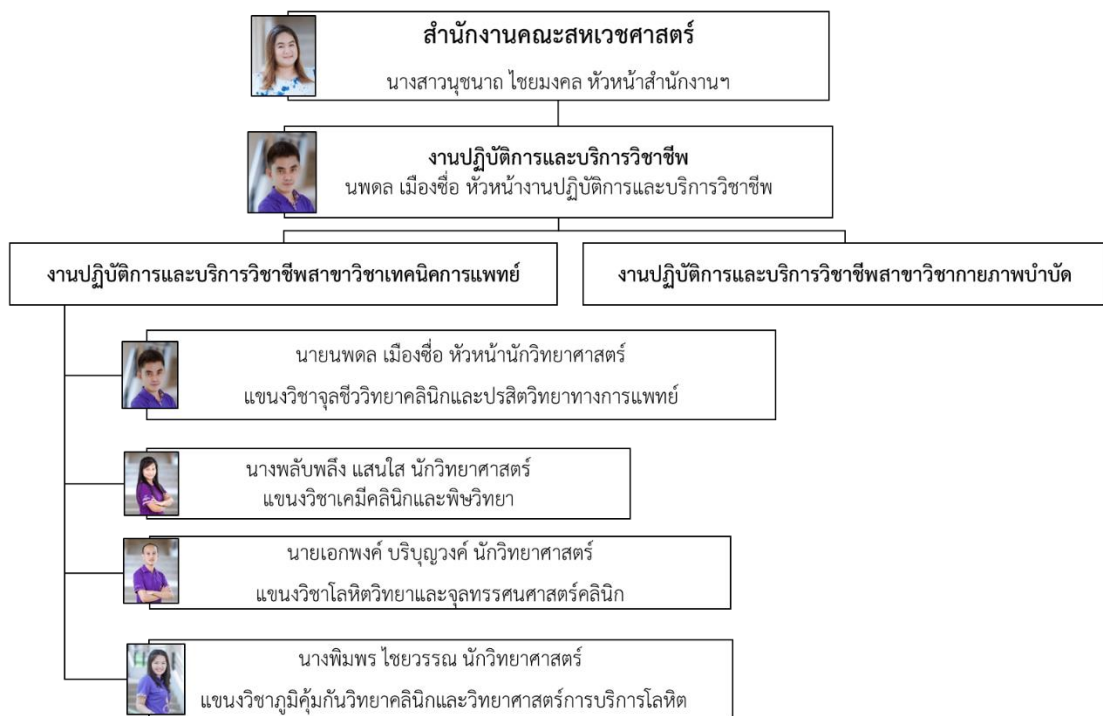 สำนักงานคณะสหเวชศาสตร์
นางสาวนุชนาถ ไชยมงคล หัวหน้าสำนักงานฯ
งานปฏิบัติการและบริการวิชาชีพ
นพดล เมืองซื่อ หัวหน้างานปฏิบัติการและบริการวิชาชีพ
งานปฏิบัติการและบริการวิชาชีพสาขาวิชาเทคนิคการแพทย์
งานปฏิบัติการและบริการวิชาชีพสาขาวิชากายภาพบำบัด
นายนพดล เมืองซื่อ หัวหน้านักวิทยาศาสตร์
แขนงวิชาจุลชีววิทยาคลินิกและปรสิตวิทยาทางการแพทย์
นางพลับพลึง แสนใส นักวิทยาศาสตร์
แขนงวิชาเคมีคลินิกและพิษวิทยา
นายเอกพงค์ บริบุญวงค์ นักวิทยาศาสตร์
แขนงวิชาโลหิตวิทยาและจุลทรรศนศาสตร์คลินิก
นางพิมพร ไชยวรรณ นักวิทยาศาสตร์
แขนงวิชาภูมิคุ้มกันวิทยาคลินิกและวิทยาศาสตร์การบริการโลหิต